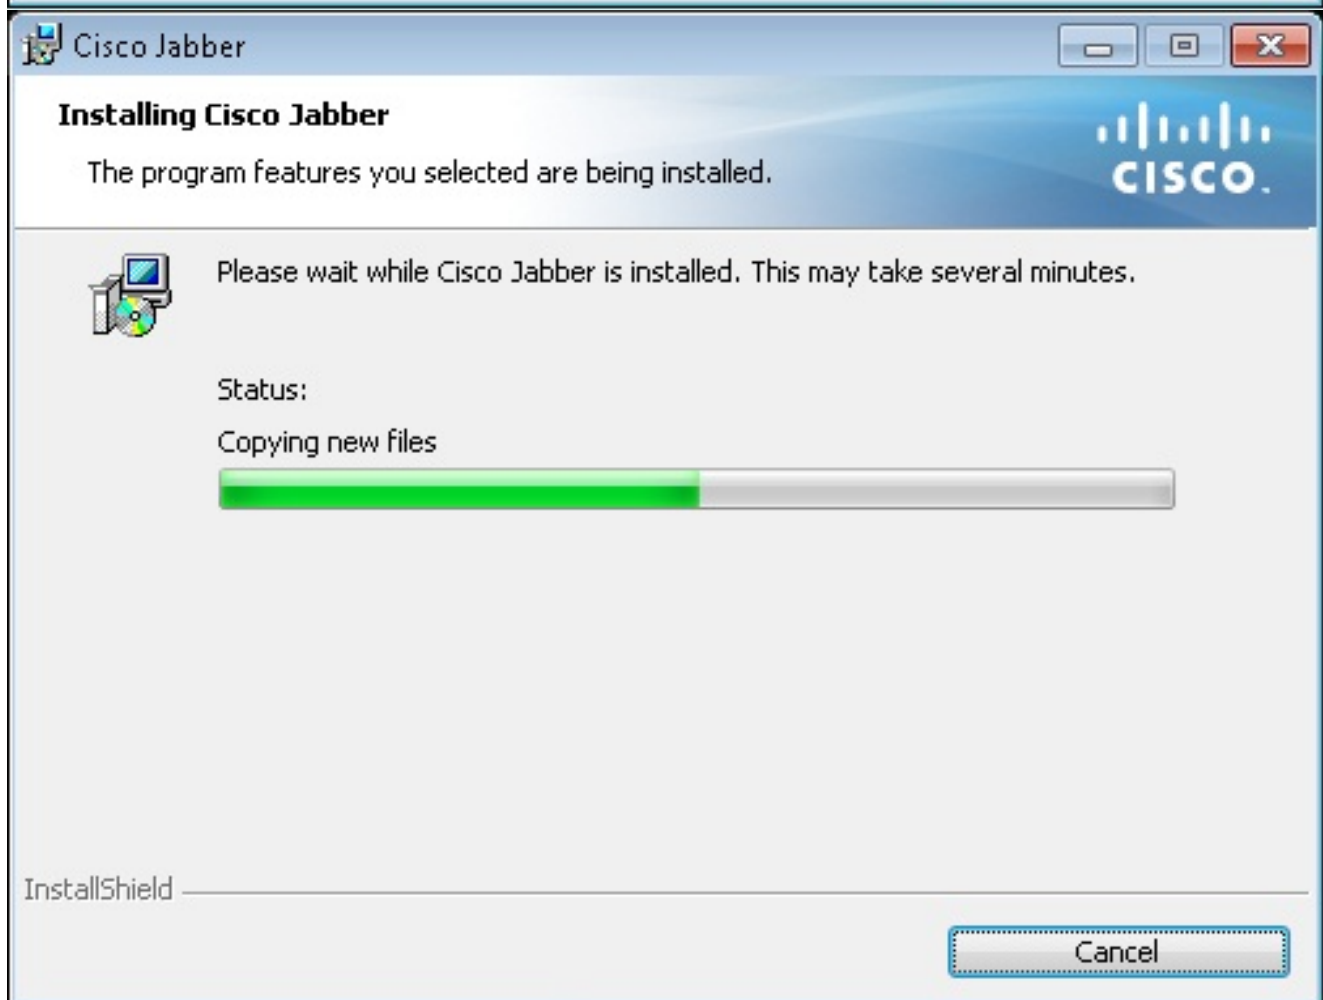 Cisco Jabber
Installing Cisco Jabber
The program features you selected are being installed.
CISCO.
Please wait while Cisco Jabber is installed. This may take several minutes.
Status:
Copying new files
InstallShield
Cancel